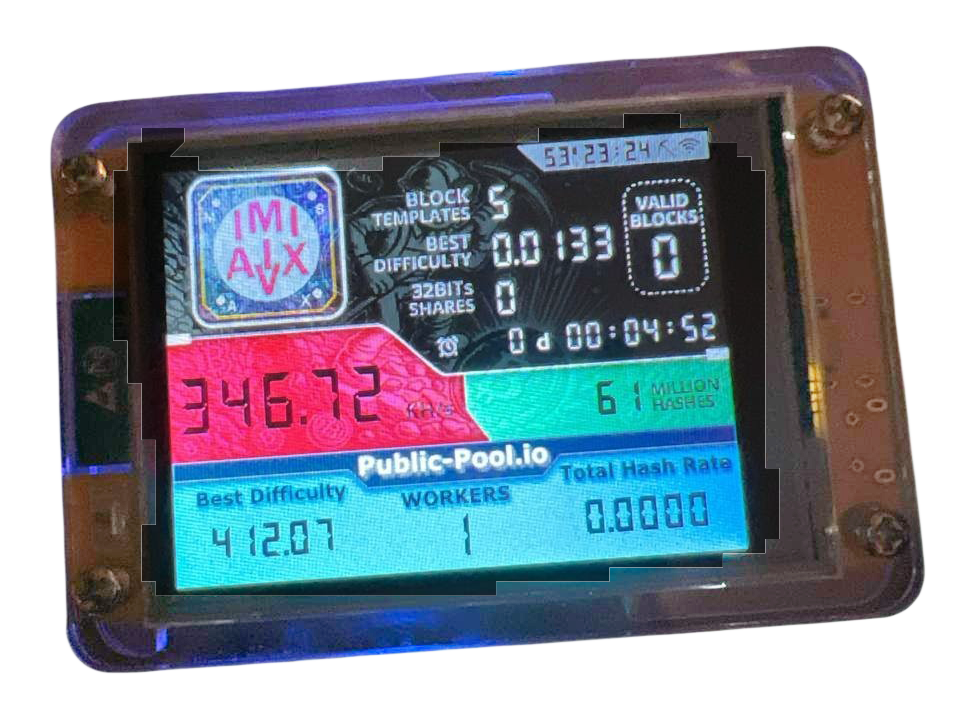 53°23:24
IMI
AIX
N
B
A
X
BLOCK TEMPLATES 5
BEST DIFFICULTY 0.0133
32BITs SHARES 0
VALID BLOCKS
0
0 d 00:04:52
346.72 KH/s
61 MILLION HASHES
Public-Pool.io
Best Difficulty
412.07
WORKERS
1
Total Hash Rate
0.0000